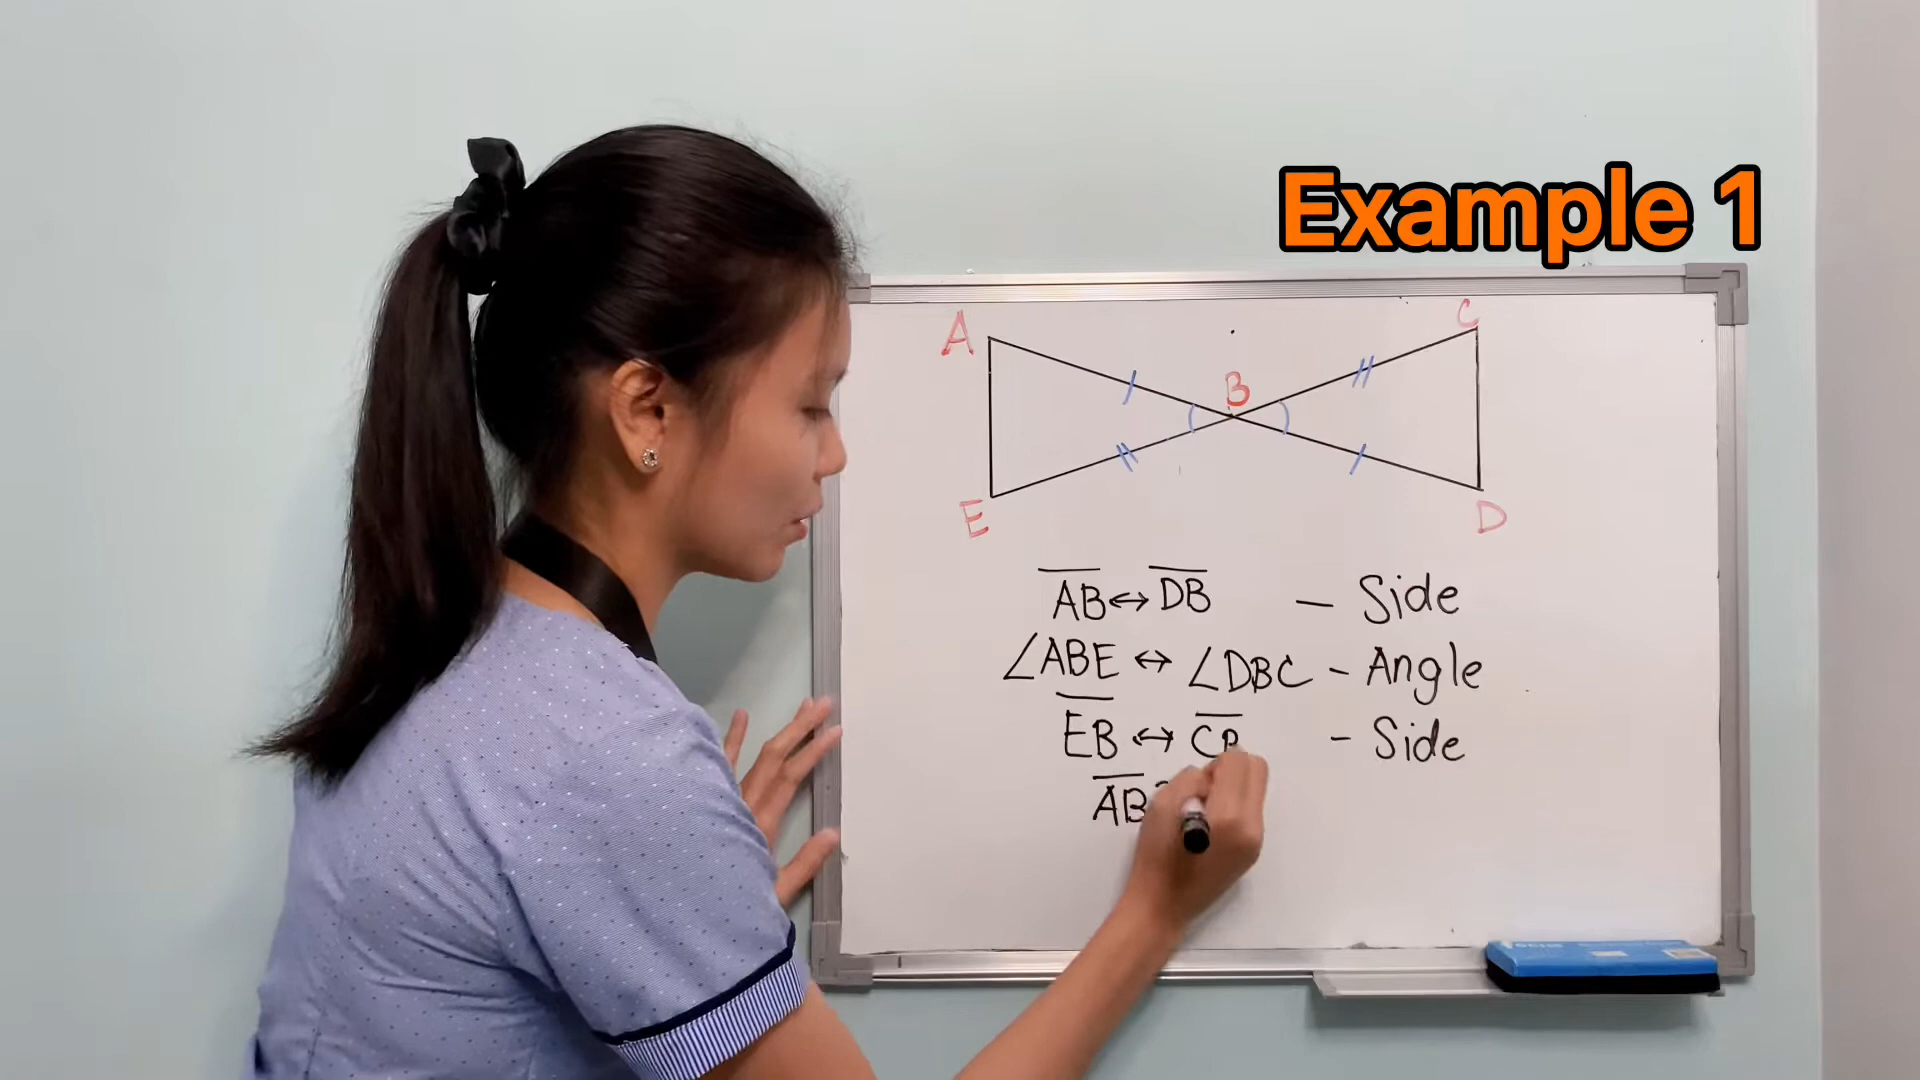 Example 1
A
C
B
E
D
AB ↔ DB — Side
∠ABE ↔ ∠DBC - Angle
EB ↔ CB - Side
AB